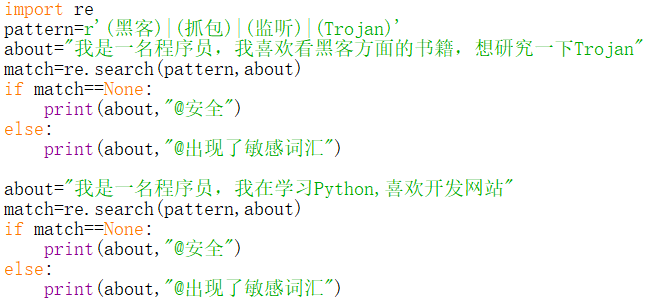 import re
pattern=r'(黑客)|(抓包)|(监听)|(Trojan)'
about="我是一名程序员，我喜欢看黑客方面的书籍，想研究一下Trojan"
match=re.search(pattern,about)
if match==None:
    print(about,"@安全")
else:
    print(about,"@出现了敏感词汇")

about="我是一名程序员，我在学习Python,喜欢开发网站"
match=re.search(pattern,about)
if match==None:
    print(about,"@安全")
else:
    print(about,"@出现了敏感词汇")